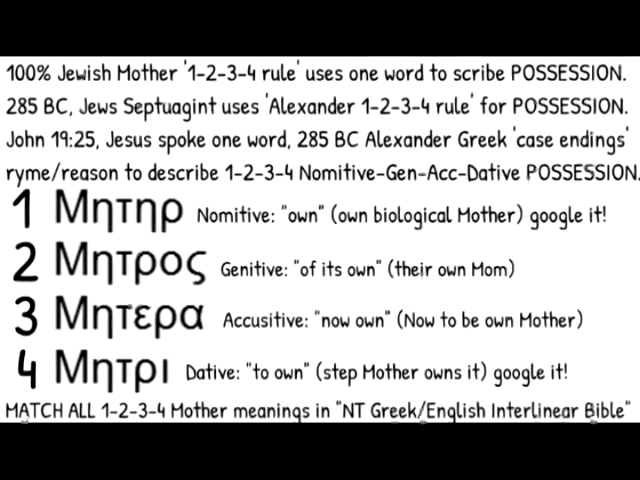 100% Jewish Mother '1-2-3-4 rule' uses one word to scribe POSSESSION.
285 BC, Jews Septuagint uses 'Alexander 1-2-3-4 rule' for POSSESSION.
John 19:25, Jesus spoke one word, 285 BC Alexander Greek 'case endings'
ryme/reason to describe 1-2-3-4 Nomitive-Gen-Acc-Dative POSSESSION.
1 Μητηρ Nomitive: "own" (own biological Mother) google it!
2 Μητρος Genitive: "of its own" (their own Mom)
3 Μητερα Accusitive: "now own" (Now to be own Mother)
4 Μητρι Dative: "to own" (step Mother owns it) google it!
MATCH ALL 1-2-3-4 Mother meanings in "NT Greek/English Interlinear Bible"